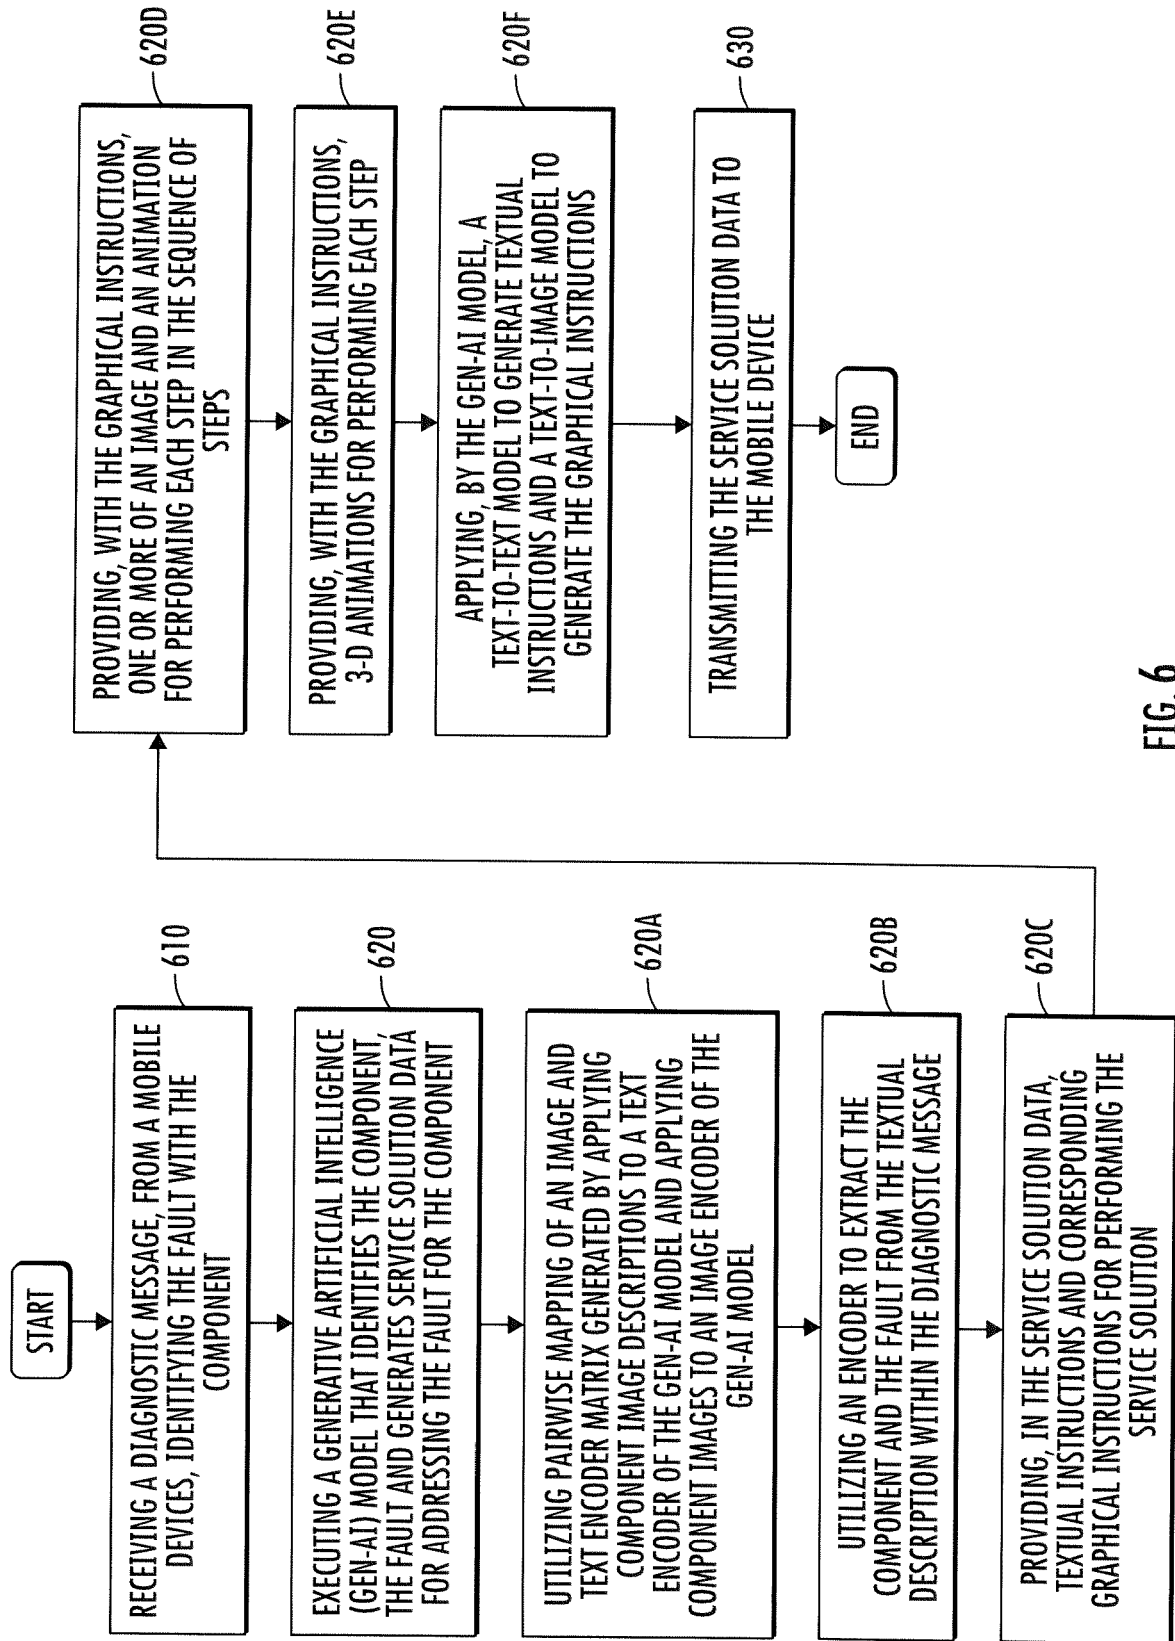 START
RECEIVING A DIAGNOSTIC MESSAGE, FROM A MOBILE
DEVICES, IDENTIFYING THE FAULT WITH THE
COMPONENT
610
EXECUTING A GENERATIVE ARTIFICIAL INTELLIGENCE
(GEN-AI) MODEL THAT IDENTIFIES THE COMPONENT,
THE FAULT AND GENERATES SERVICE SOLUTION DATA
FOR ADDRESSING THE FAULT FOR THE COMPONENT
620
UTILIZING PAIRWISE MAPPING OF AN IMAGE AND
TEXT ENCODER MATRIX GENERATED BY APPLYING
COMPONENT IMAGE DESCRIPTIONS TO A TEXT
ENCODER OF THE GEN-AI MODEL AND APPLYING
COMPONENT IMAGES TO AN IMAGE ENCODER OF THE
GEN-AI MODEL
620A
UTILIZING AN ENCODER TO EXTRACT THE
COMPONENT AND THE FAULT FROM THE TEXTUAL
DESCRIPTION WITHIN THE DIAGNOSTIC MESSAGE
620B
PROVIDING, IN THE SERVICE SOLUTION DATA,
TEXTUAL INSTRUCTIONS AND CORRESPONDING
GRAPHICAL INSTRUCTIONS FOR PERFORMING THE
SERVICE SOLUTION
620C
PROVIDING, WITH THE GRAPHICAL INSTRUCTIONS,
ONE OR MORE OF AN IMAGE AND AN ANIMATION
FOR PERFORMING EACH STEP IN THE SEQUENCE OF
STEPS
620D
PROVIDING, WITH THE GRAPHICAL INSTRUCTIONS,
3-D ANIMATIONS FOR PERFORMING EACH STEP
620E
APPLYING, BY THE GEN-AI MODEL, A
TEXT-TO-TEXT MODEL TO GENERATE TEXTUAL
INSTRUCTIONS AND A TEXT-TO-IMAGE MODEL TO
GENERATE THE GRAPHICAL INSTRUCTIONS
620F
TRANSMITTING THE SERVICE SOLUTION DATA TO
THE MOBILE DEVICE
630
END
FIG. 6